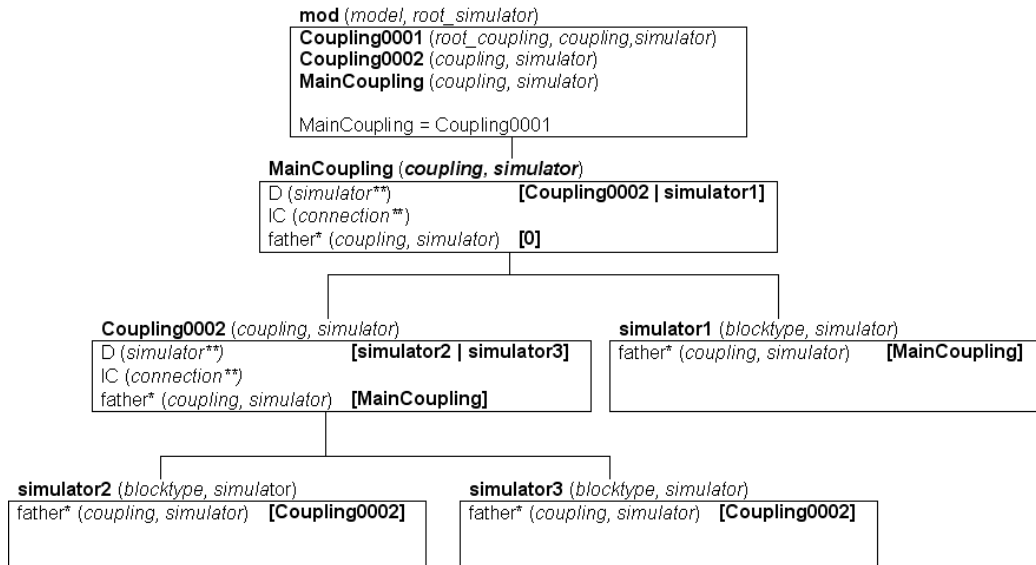 mod (model, root_simulator)
Coupling0001 (root_coupling, coupling,simulator)
Coupling0002 (coupling, simulator)
MainCoupling (coupling, simulator)
MainCoupling = Coupling0001
MainCoupling (coupling, simulator)
D (simulator**) [Coupling0002 | simulator1]
IC (connection**)
father* (coupling, simulator) [0]
Coupling0002 (coupling, simulator)
D (simulator**) [simulator2 | simulator3]
IC (connection**)
father* (coupling, simulator) [MainCoupling]
simulator1 (blocktype, simulator)
father* (coupling, simulator) [MainCoupling]
simulator2 (blocktype, simulator)
father* (coupling, simulator) [Coupling0002]
simulator3 (blocktype, simulator)
father* (coupling, simulator) [Coupling0002]